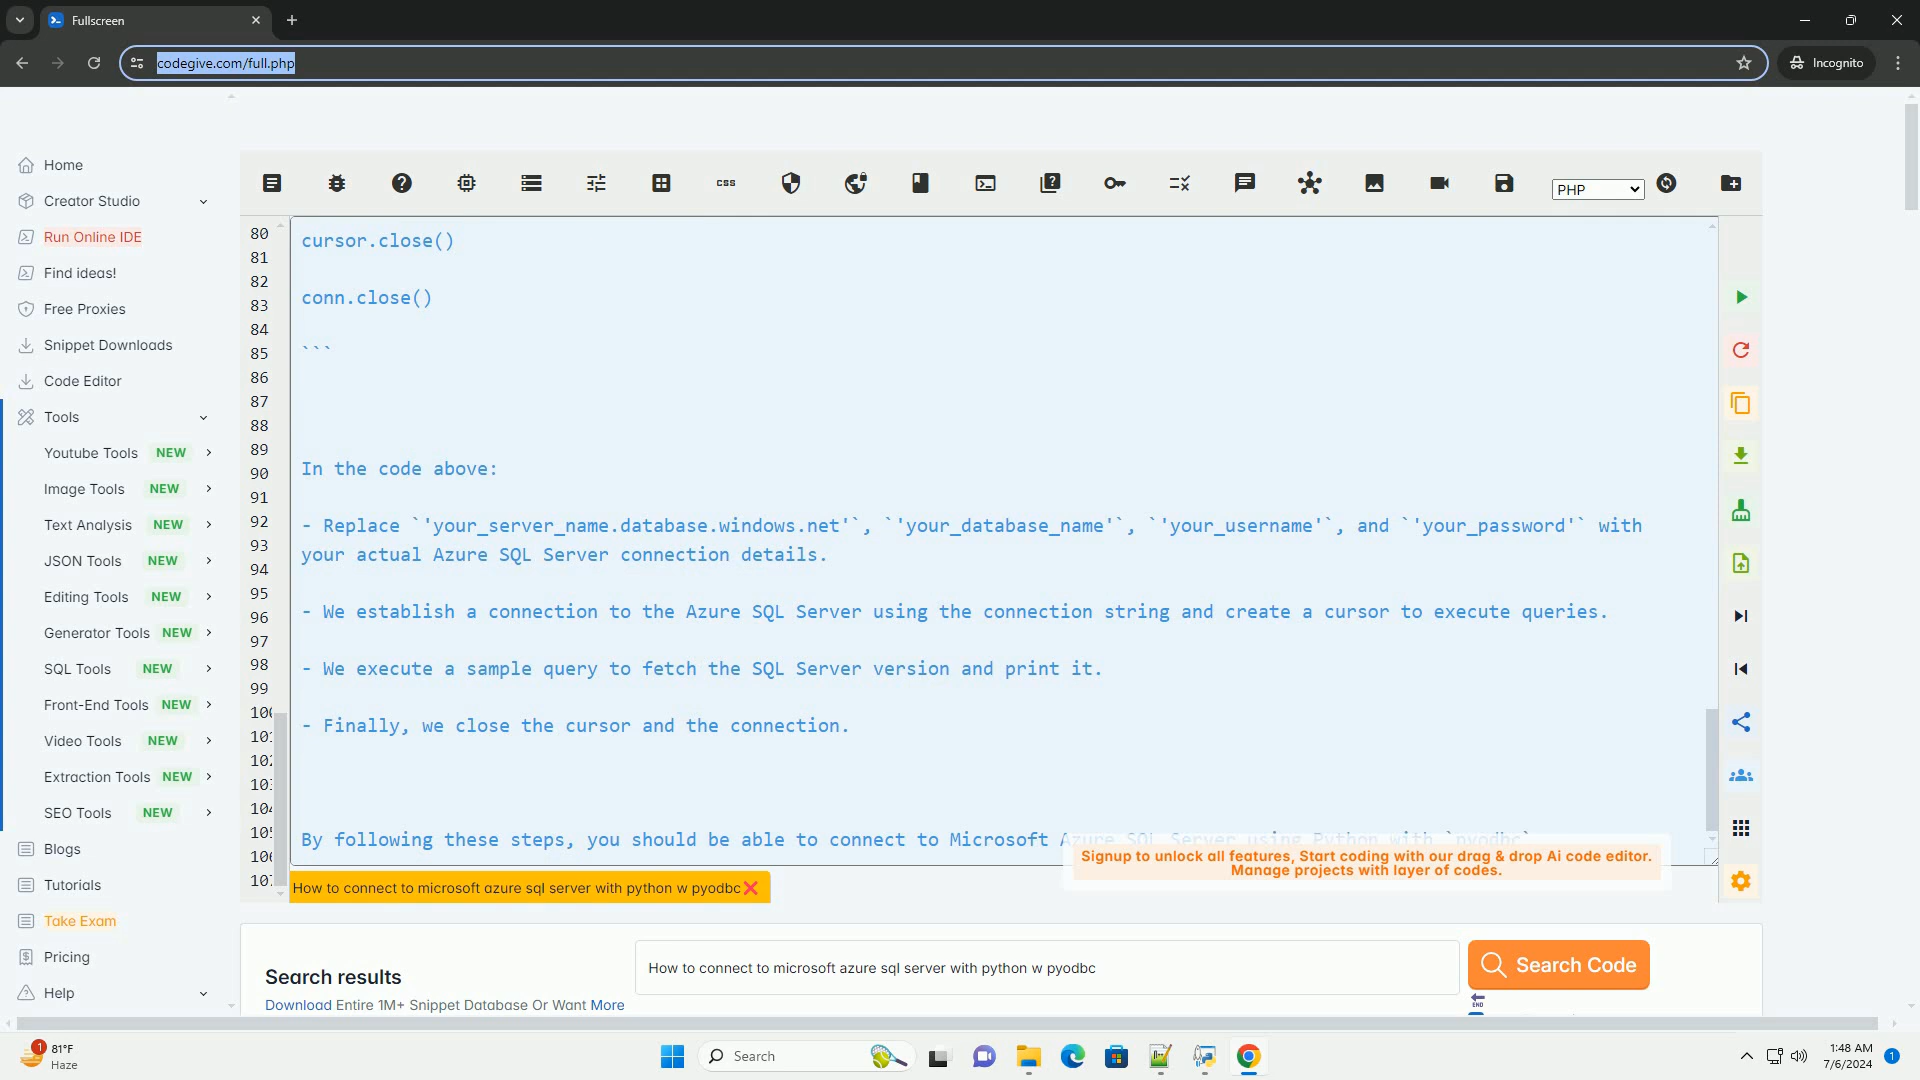 Fullscreen
codegive.com/full.php
Incognito
Home
Creator Studio
Run Online IDE
Find ideas!
Free Proxies
Snippet Downloads
Code Editor
Tools
Youtube Tools NEW
Image Tools NEW
Text Analysis NEW
JSON Tools NEW
Editing Tools NEW
Generator Tools NEW
SQL Tools NEW
Front-End Tools NEW
Video Tools NEW
Extraction Tools NEW
SEO Tools NEW
Blogs
Tutorials
Take Exam
Pricing
Help
css
PHP
80
81
82
83
84
85
86
87
88
89
90
91
92
93
94
95
96
97
98
99
cursor.close()
conn.close()
```
In the code above:
- Replace `'your_server_name.database.windows.net'`, `'your_database_name'`, `'your_username'`, and `'your_password'` with
your actual Azure SQL Server connection details.
- We establish a connection to the Azure SQL Server using the connection string and create a cursor to execute queries.
- We execute a sample query to fetch the SQL Server version and print it.
- Finally, we close the cursor and the connection.
By following these steps, you should be able to connect to Microsoft Azure SQL Server using Python with `pyodbc`
Signup to unlock all features, Start coding with our drag & drop Ai code editor.
Manage projects with layer of codes.
How to connect to microsoft azure sql server with python w pyodbc
Search results
Download Entire 1M+ Snippet Database Or Want More
How to connect to microsoft azure sql server with python w pyodbc
Search Code
END
1
81°F
Haze
Search
1:48 AM
7/6/2024
1